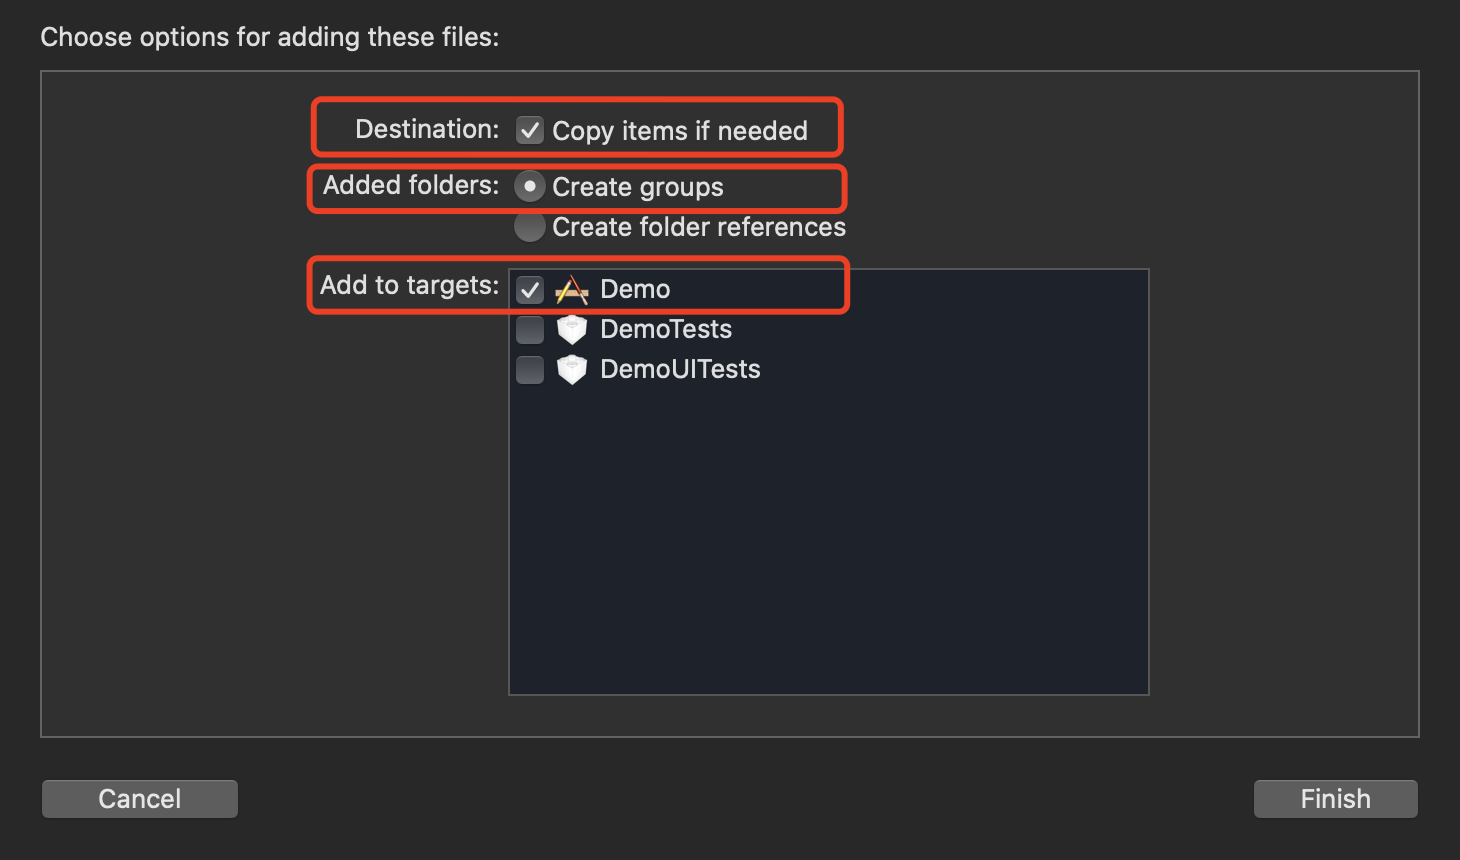 Choose options for adding these files:
Destination: Copy items if needed
Added folders: Create groups
Create folder references
Add to targets: Demo
DemoTests
DemoUITests
Cancel Finish